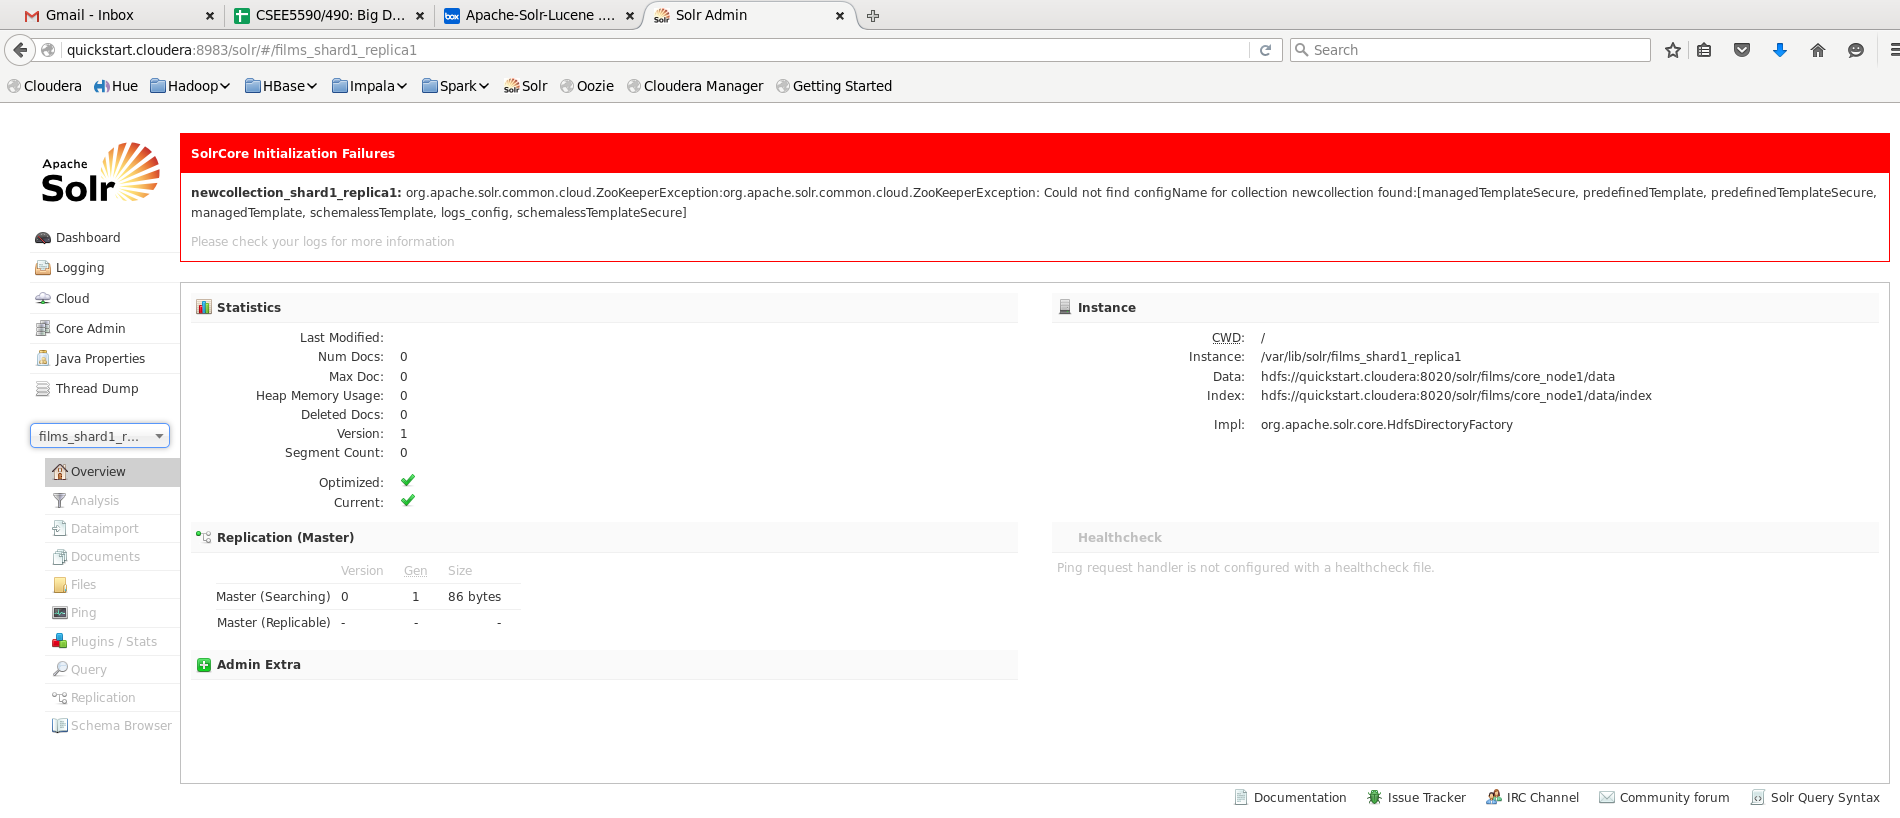 Gmail - Inbox
CSEE5590/490: Big D...
Apache-Solr-Lucene ....
Solr Admin
quickstart.cloudera:8983/solr/#/films_shard1_replica1
Search
Cloudera
Hue
Hadoop
HBase
Impala
Spark
Solr
Oozie
Cloudera Manager
Getting Started
Apache
Solr
SolrCore Initialization Failures
newcollection_shard1_replica1: org.apache.solr.common.cloud.ZooKeeperException:org.apache.solr.common.cloud.ZooKeeperException: Could not find configName for collection newcollection found:[managedTemplateSecure, predefinedTemplate, predefinedTemplateSecure,
managedTemplate, schemalessTemplate, logs_config, schemalessTemplateSecure]
Please check your logs for more information
Dashboard
Logging
Cloud
Core Admin
Java Properties
Thread Dump
films_shard1_r...
Overview
Analysis
Dataimport
Documents
Files
Ping
Plugins / Stats
Query
Replication
Schema Browser
Statistics
Last Modified:
Num Docs: 0
Max Doc: 0
Heap Memory Usage: 0
Deleted Docs: 0
Version: 1
Segment Count: 0
Optimized:
Current:
Instance
CWD: /
Instance: /var/lib/solr/films_shard1_replica1
Data: hdfs://quickstart.cloudera:8020/solr/films/core_node1/data
Index: hdfs://quickstart.cloudera:8020/solr/films/core_node1/data/index
Impl: org.apache.solr.core.HdfsDirectoryFactory
Replication (Master)
Version Gen Size
Master (Searching) 0 1 86 bytes
Master (Replicable) - - -
Healthcheck
Ping request handler is not configured with a healthcheck file.
Admin Extra
Documentation
Issue Tracker
IRC Channel
Community forum
Solr Query Syntax